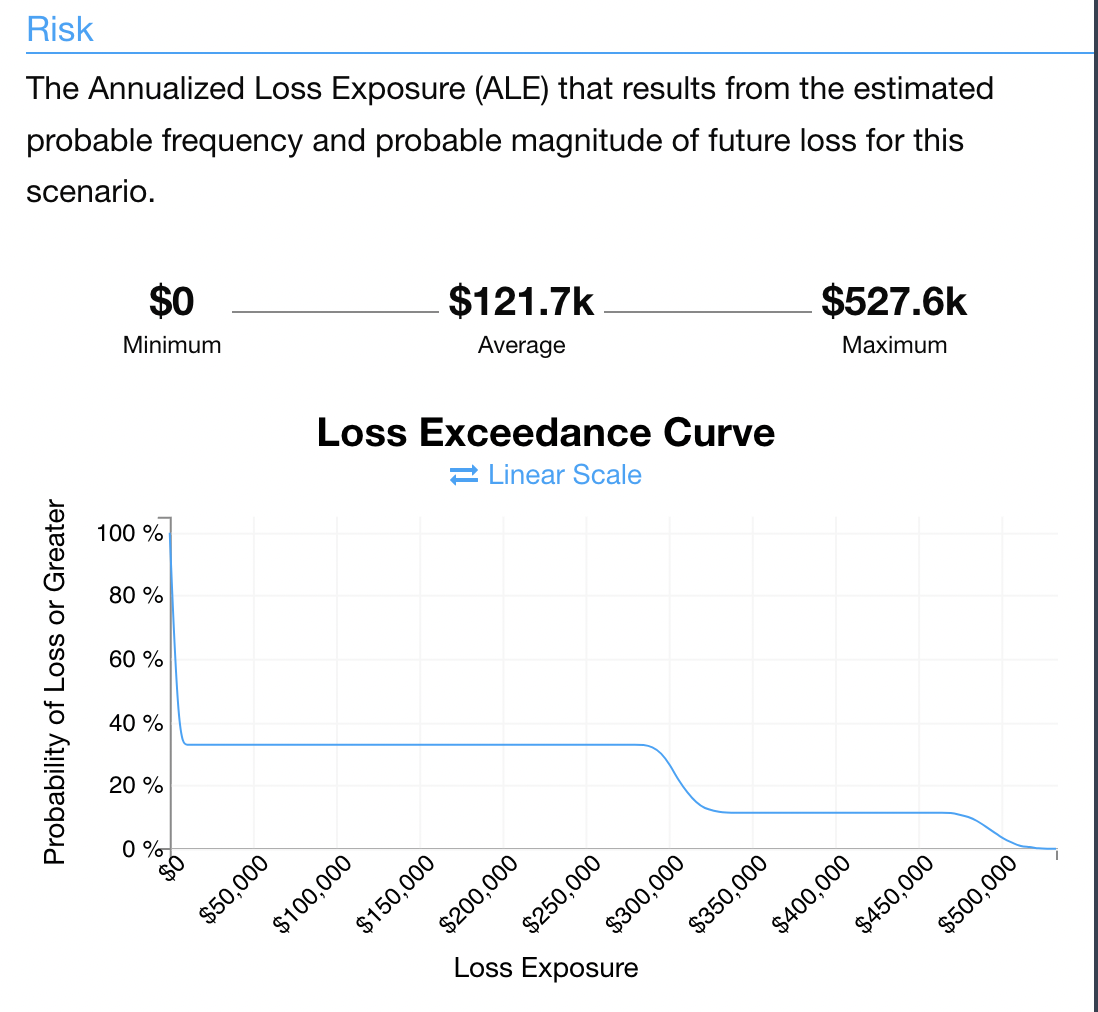 Risk
The Annualized Loss Exposure (ALE) that results from the estimated
probable frequency and probable magnitude of future loss for this
scenario.
$0
$121.7k
$527.6k
Minimum
Average
Maximum
Loss Exceedance Curve
Linear Scale
Probability of Loss or Greater
100 %
80 %
60 %
40 %
20 %
0 %
$0
$50,000
$100,000
$150,000
$200,000
$250,000
$300,000
$350,000
$400,000
$450,000
$500,000
Loss Exposure